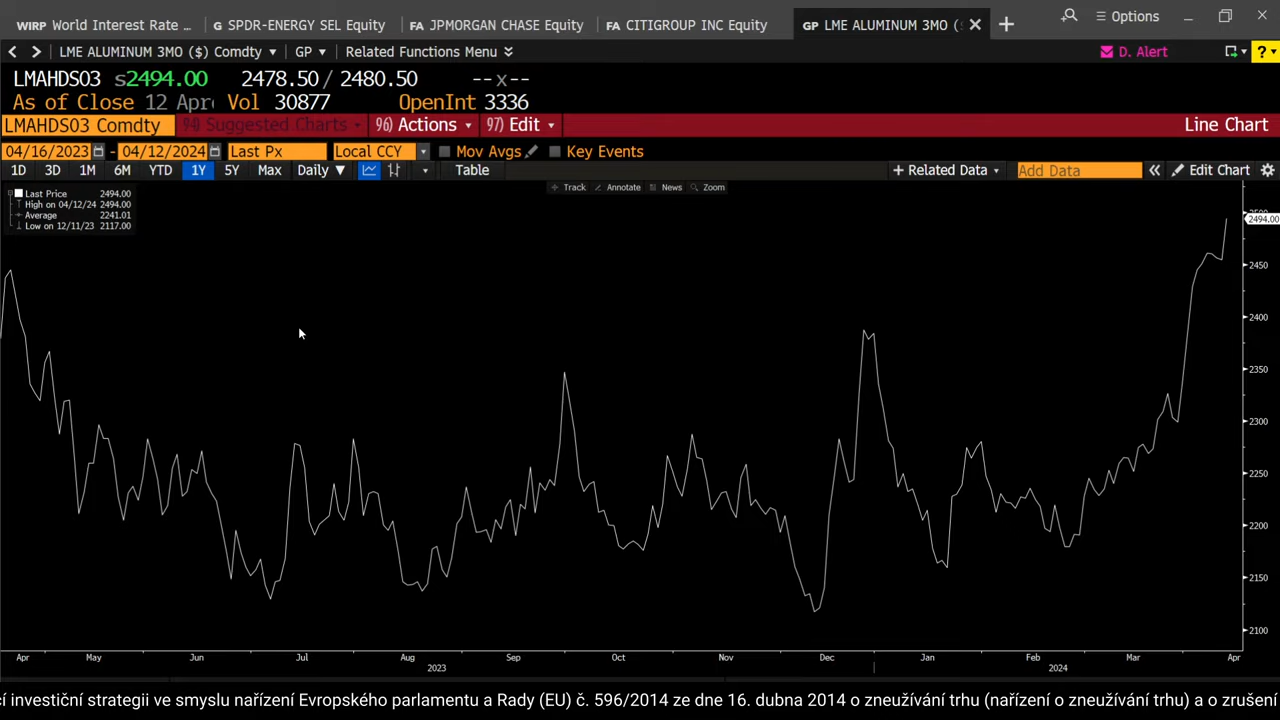 WIRP World Interest Rate ... G SPDR-ENERGY SEL Equity FA JPMORGAN CHASE Equity FA CITIGROUP INC Equity GP LME ALUMINUM 3MO ( Options
LME ALUMINUM 3MO ($) Comdty GP Related Functions Menu D. Alert ?
LMAHDS03 s2494.00 2478.50/ 2480.50 --x--
As of Close 12 Apr Vol 30877 OpenInt 3336
LMAHDS03 Comdty 94) Suggested Charts 96) Actions 97) Edit Line Chart
04/16/2023 - 04/12/2024 Last Px Local CCY Mov Avgs Key Events
1D 3D 1M 6M YTD 1Y 5Y Max Daily Table + Related Data Add Data Edit Chart
Track Annotate News Zoom
Last Price 2494.00
High on 04/12/24 2494.00
Average 2241.01
Low on 12/11/23 2117.00
2494.00
2450
2400
2350
2300
2250
2200
2150
2100
Apr May Jun Jul Aug Sep Oct Nov Dec Jan Feb Mar Apr
2023 2024
cí investiční strategii ve smyslu nařízení Evropského parlamentu a Rady (EU) č. 596/2014 ze dne 16. dubna 2014 o zneužívání trhu (nařízení o zneužívání trhu) a o zrušení